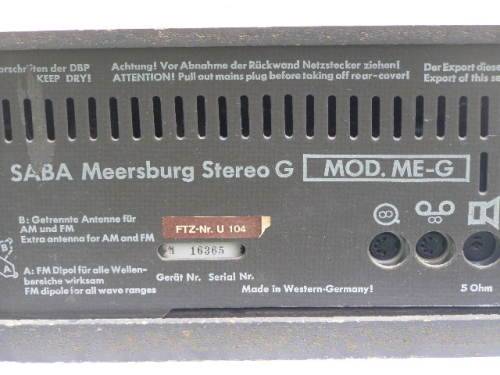 orschriften der DBP
KEEP DRY!
Achtung! Vor Abnahme der Rückwand Netzstecker ziehen!
ATTENTION! Pull out mains plug before taking off rear-cover!
Der Export diese
Export of this se
SABA Meersburg Stereo G MOD. ME-G
B: Getrennte Antenne für
AM und FM
Extra antenna for AM and FM
FTZ-Nr. U 104
16365
Gerät Nr. Serial Nr.
B
A
A: FM Dipol für alle Wellen-
bereiche wirksam
FM dipole for all wave ranges
Made in Western-Germany!
5 Ohm